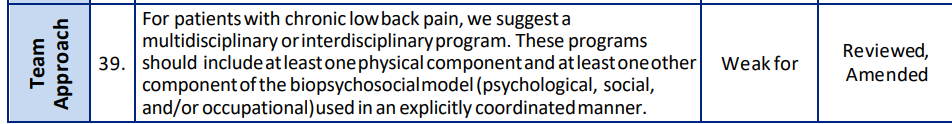 Team
Approach
39.
For patients with chronic low back pain, we suggest a
multidisciplinary or interdisciplinary program. These programs
should include at least one physical component and at least one other
component of the biopsychosocial model (psychological, social,
and/or occupational) used in an explicitly coordinated manner.
Weak for
Reviewed,
Amended